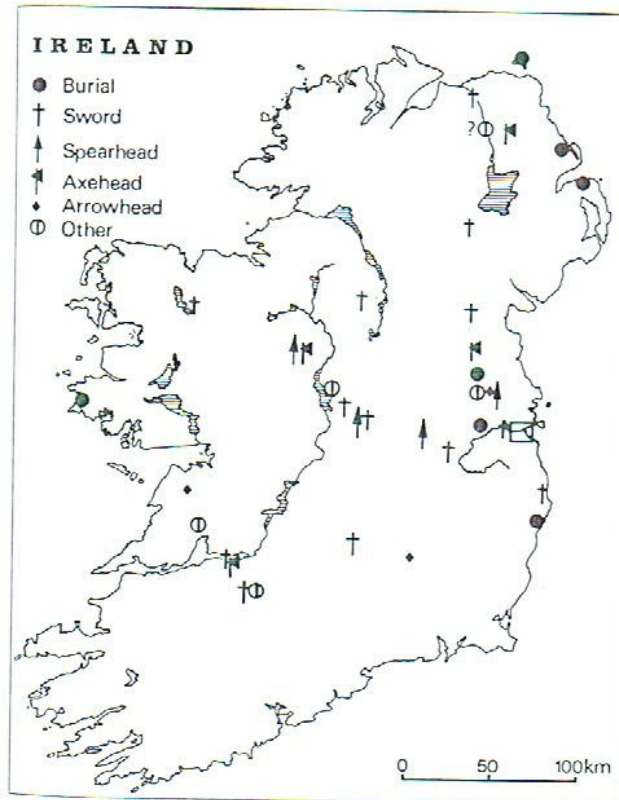 IRELAND
Burial
Sword
Spearhead
Axehead
Arrowhead
Other
?
0 50 100km